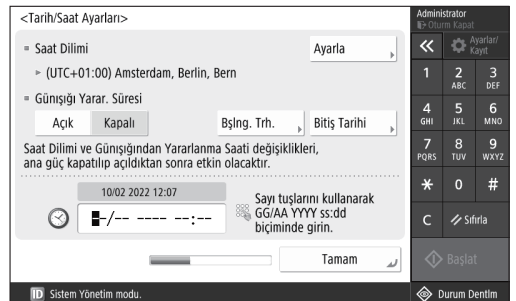 <Tarih/Saat Ayarları>
Saat Dilimi
Ayarla
(UTC+01:00) Amsterdam, Berlin, Bern
Günışığı Yarar. Süresi
Açık Kapalı Bşlng. Trh. Bitiş Tarihi
Saat Dilimi ve Günışığından Yararlanma Saati değişiklikleri,
ana güç kapatılıp açıldıktan sonra etkin olacaktır.
10/02 2022 12:07
-/-- ---- --:--
Sayı tuşlarını kullanarak
GG/AA YYYY ss:dd
biçiminde girin.
Tamam
ID Sistem Yönetim modu.
Administrator
Oturm Kapat
Ayarlar/
Kayıt
1 2 3
ABC DEF
4 5 6
GHI JKL MNO
7 8 9
PQRS TUV WXYZ
* 0 #
C Sıfırla
Başlat
Durum Dentlm